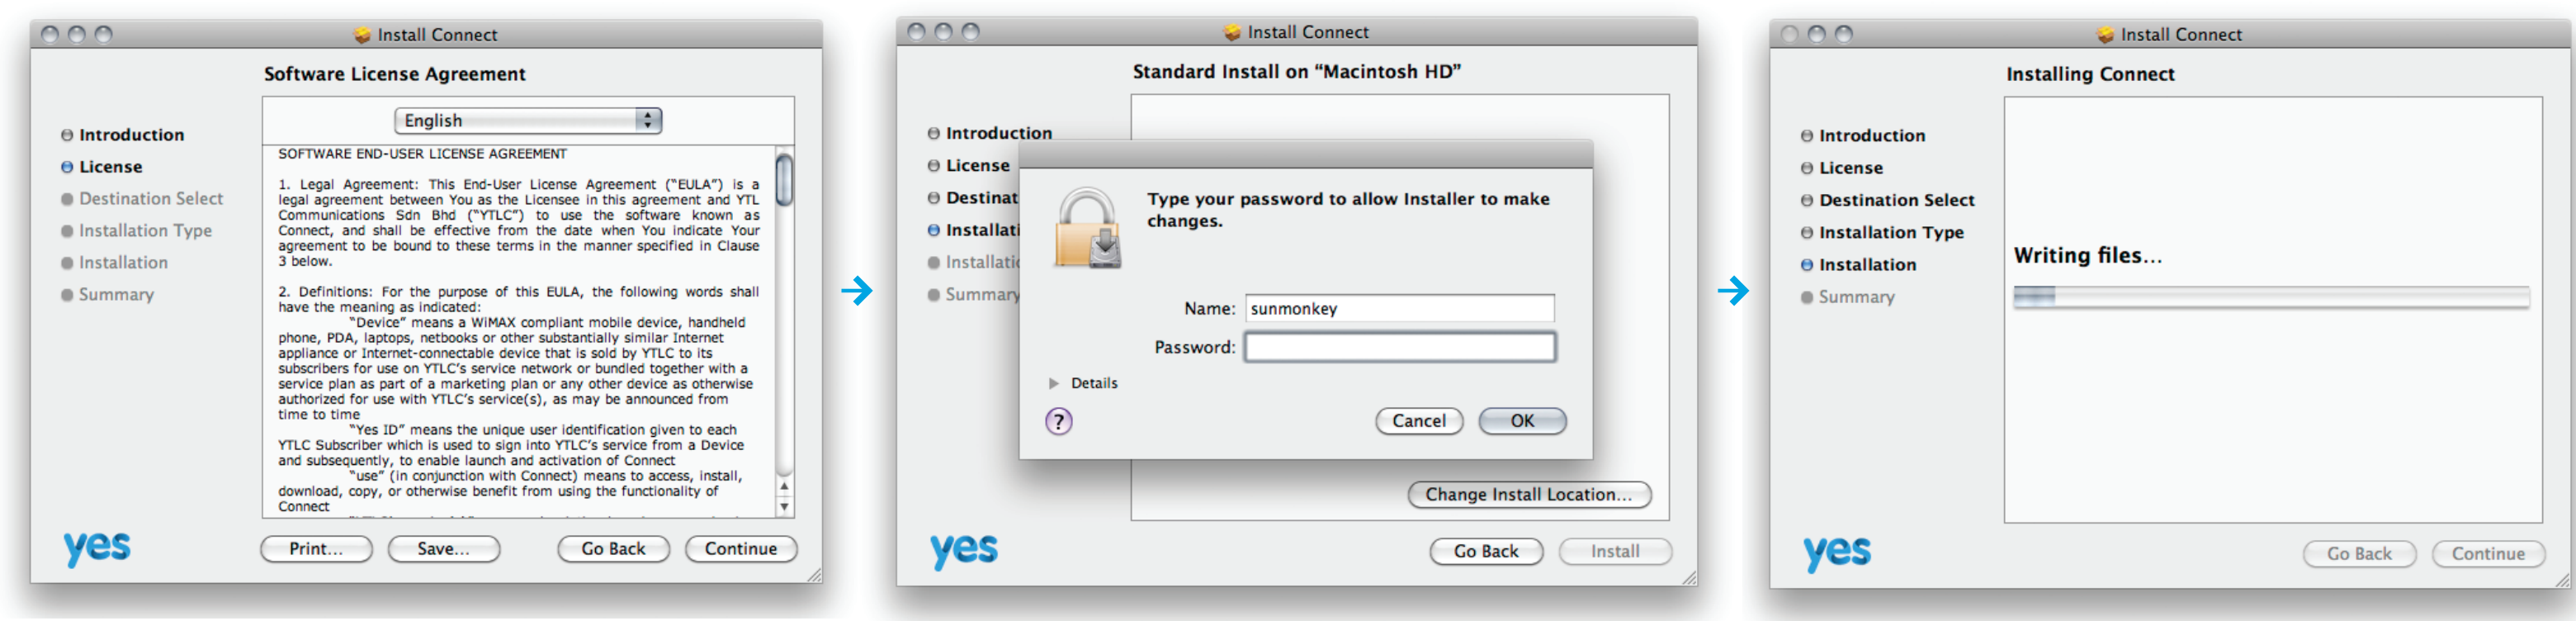 Install Connect
Software License Agreement
Introduction
License
Destination Select
Installation Type
Installation
Summary
English
SOFTWARE END-USER LICENSE AGREEMENT
1. Legal Agreement: This End-User License Agreement ("EULA") is a
legal agreement between You as the Licensee in this agreement and YTL
Communications Sdn Bhd ("YTLC") to use the software known as
Connect, and shall be effective from the date when You indicate Your
agreement to be bound to these terms in the manner specified in Clause
3 below.
2. Definitions: For the purpose of this EULA, the following words shall
have the meaning as indicated:
"Device" means a WiMAX compliant mobile device, handheld
phone, PDA, laptops, netbooks or other substantially similar Internet
appliance or Internet-connectable device that is sold by YTLC to its
subscribers for use on YTLC's service network or bundled together with a
service plan as part of a marketing plan or any other device as otherwise
authorized for use with YTLC's service(s), as may be announced from
time to time
"Yes ID" means the unique user identification given to each
YTLC Subscriber which is used to sign into YTLC's service from a Device
and subsequently, to enable launch and activation of Connect
"use" (in conjunction with Connect) means to access, install,
download, copy, or otherwise benefit from using the functionality of
Connect
yes
Print...
Save...
Go Back
Continue
Install Connect
Standard Install on "Macintosh HD"
Introduction
License
Destinat
Installati
Installatio
Summary
Type your password to allow Installer to make
changes.
Name: sunmonkey
Password:
Details
?
Cancel
OK
Change Install Location...
yes
Go Back
Install
Install Connect
Installing Connect
Introduction
License
Destination Select
Installation Type
Installation
Summary
Writing files...
yes
Go Back
Continue